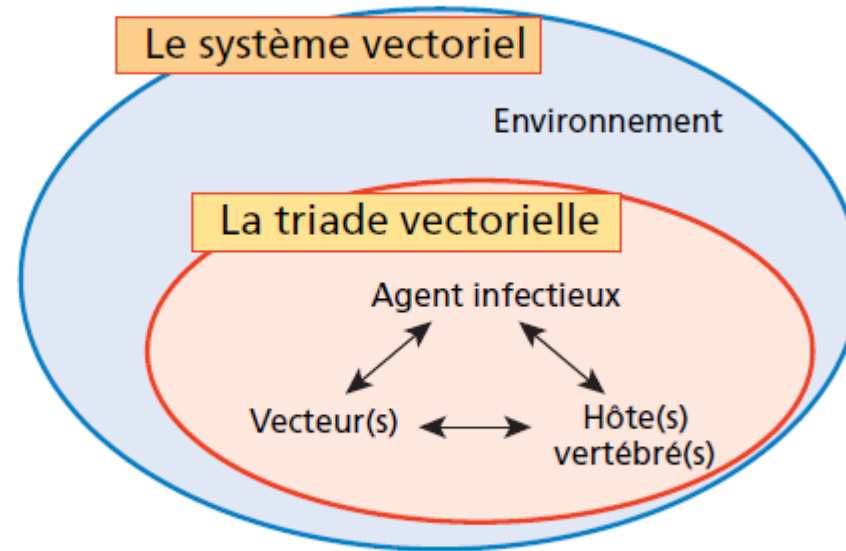 Le système vectoriel
Environnement
La triade vectorielle
Agent infectieux
Vecteur(s)
Hôte(s)
vertébré(s)